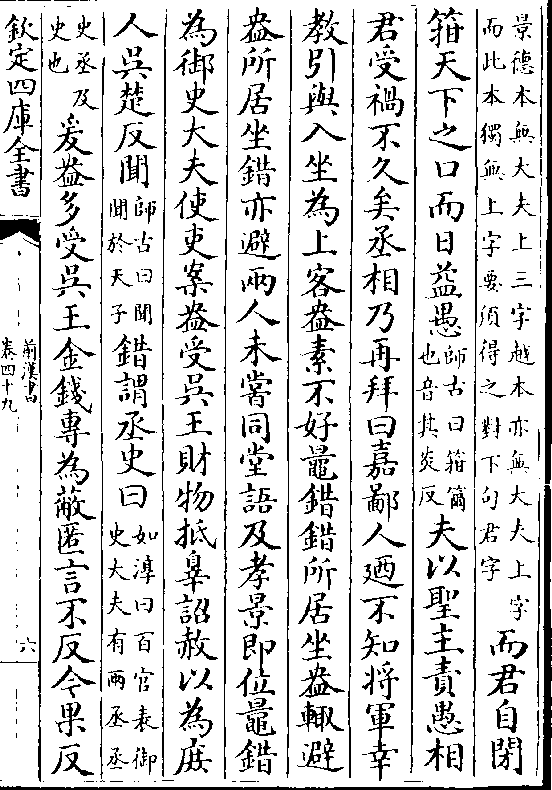 景德本無大夫上三字越本亦無大夫上字
而此本獨無上字要須得之對下句君字
而君自閉
箝天下之口而日益愚
師古曰箝籋
也音其炎反
夫以聖主責愚相
君受禍不久矣丞相乃再拜曰嘉鄙人廼不知將軍幸
教引與入坐為上客盎素不好鼂錯錯所居坐盎輙避
盎所居坐錯亦避兩人未嘗同堂語及孝景即位鼂錯
為御史大夫使吏案盎受吳王財物抵辠詔赦以為庶
人吳楚反聞
師古曰聞
聞於天子
錯謂丞史曰
如淳曰百官表御
史大夫有兩丞丞
史丞及
史也
爰盎多受吳王金錢專為蔽匿言不反今果反
欽定四庫全書
前漢書
卷四十九
六